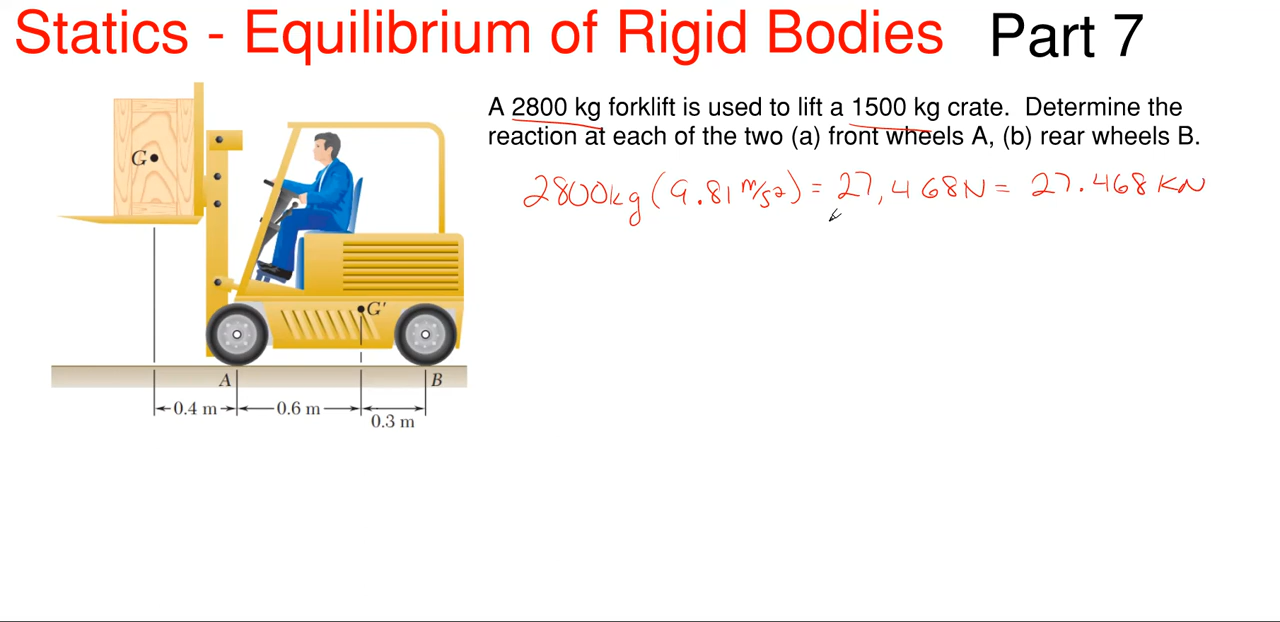 Statics - Equilibrium of Rigid Bodies Part 7
A 2800 kg forklift is used to lift a 1500 kg crate. Determine the
reaction at each of the two (a) front wheels A, (b) rear wheels B.
2800kg (9.81 m/s2) = 27,468N = 27.468 KN
G
G'
A
B
0.4 m
0.6 m
0.3 m